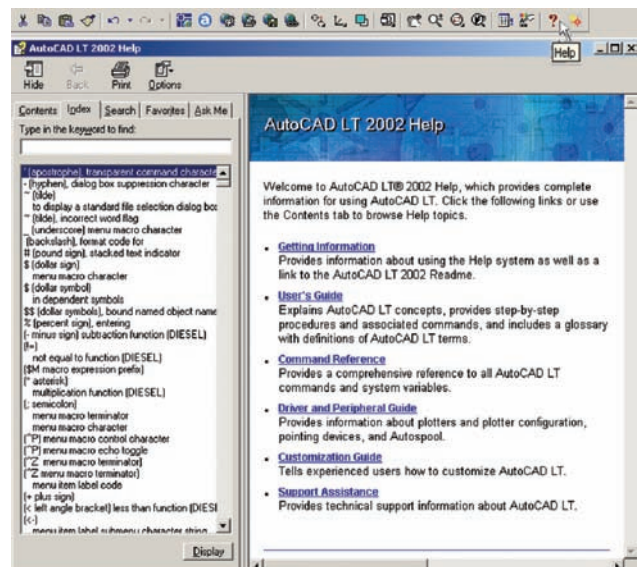 Help
AutoCAD LT 2002 Help
Hide Back Print Options
Contents Index Search Favorites Ask Me
Type in the keyword to find:
' (apostrophe), transparent command characte
- (hyphen), dialog box suppression character
~ (tilde)
to display a standard file selection dialog box
~ (tilde), incorrect word flag
_ (underscore) menu macro character
(backslash), format code for
# (pound sign), stacked text indicator
$ (dollar sign)
menu macro character
$ (dollar symbol)
in dependent symbols
$$ (dollar symbols), bound named object name
% (percent sign), entering
(- minus sign) subtraction function (DIESEL)
(!=)
not equal to function (DIESEL)
($M macro expression prefix)
(* asterisk)
multiplication function (DIESEL)
(; semicolon)
menu macro terminator
menu macro character
(^P) menu macro control character
(^P) menu macro echo toggle
(^Z menu macro terminator)
(^Z menu macro terminator)
menu item label code
(+ plus sign)
(< left angle bracket) less than function (DIESI
(<-)
menu item label submenu character string
Display
AutoCAD LT 2002 Help
Welcome to AutoCAD LT® 2002 Help, which provides complete
information for using AutoCAD LT. Click the following links or use
the Contents tab to browse Help topics.
• Getting Information
Provides information about using the Help system as well as a
link to the AutoCAD LT 2002 Readme.
• User's Guide
Explains AutoCAD LT concepts, provides step-by-step
procedures and associated commands, and includes a glossary
with definitions of AutoCAD LT terms.
• Command Reference
Provides a comprehensive reference to all AutoCAD LT
commands and system variables.
• Driver and Peripheral Guide
Provides information about plotters and plotter configuration,
pointing devices, and Autospool.
• Customization Guide
Tells experienced users how to customize AutoCAD LT.
• Support Assistance
Provides technical support information about AutoCAD LT.